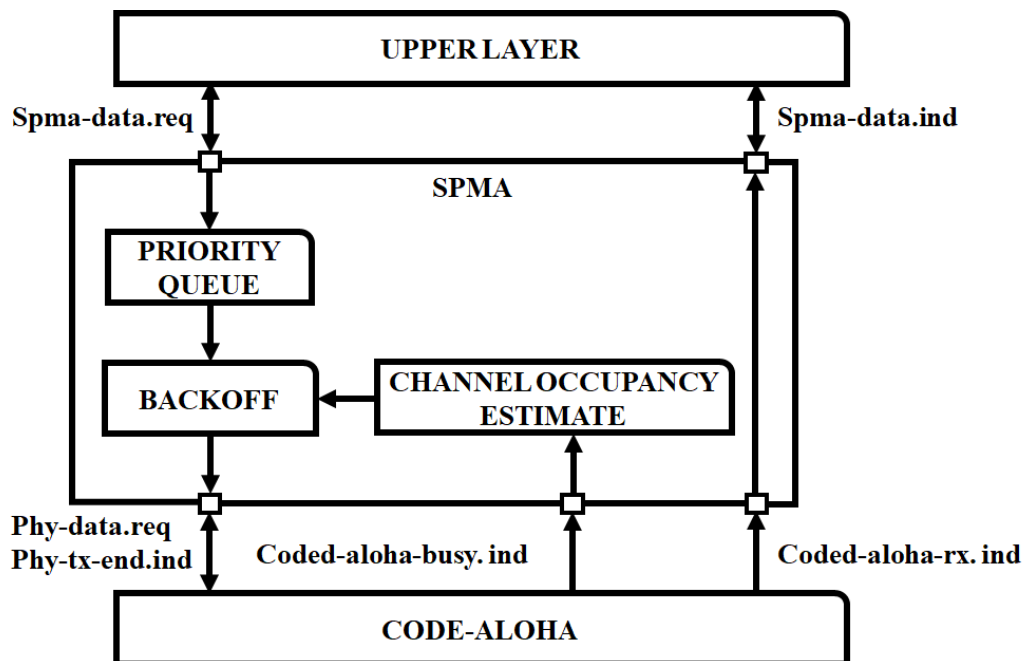 UPPER LAYER
Spma-data.req
Spma-data.ind
SPMA
PRIORITY
QUEUE
BACKOFF
CHANNEL OCCUPANCY
ESTIMATE
Phy-data.req
Phy-tx-end.ind
Coded-aloha-busy. ind
Coded-aloha-rx. ind
CODE-ALOHA